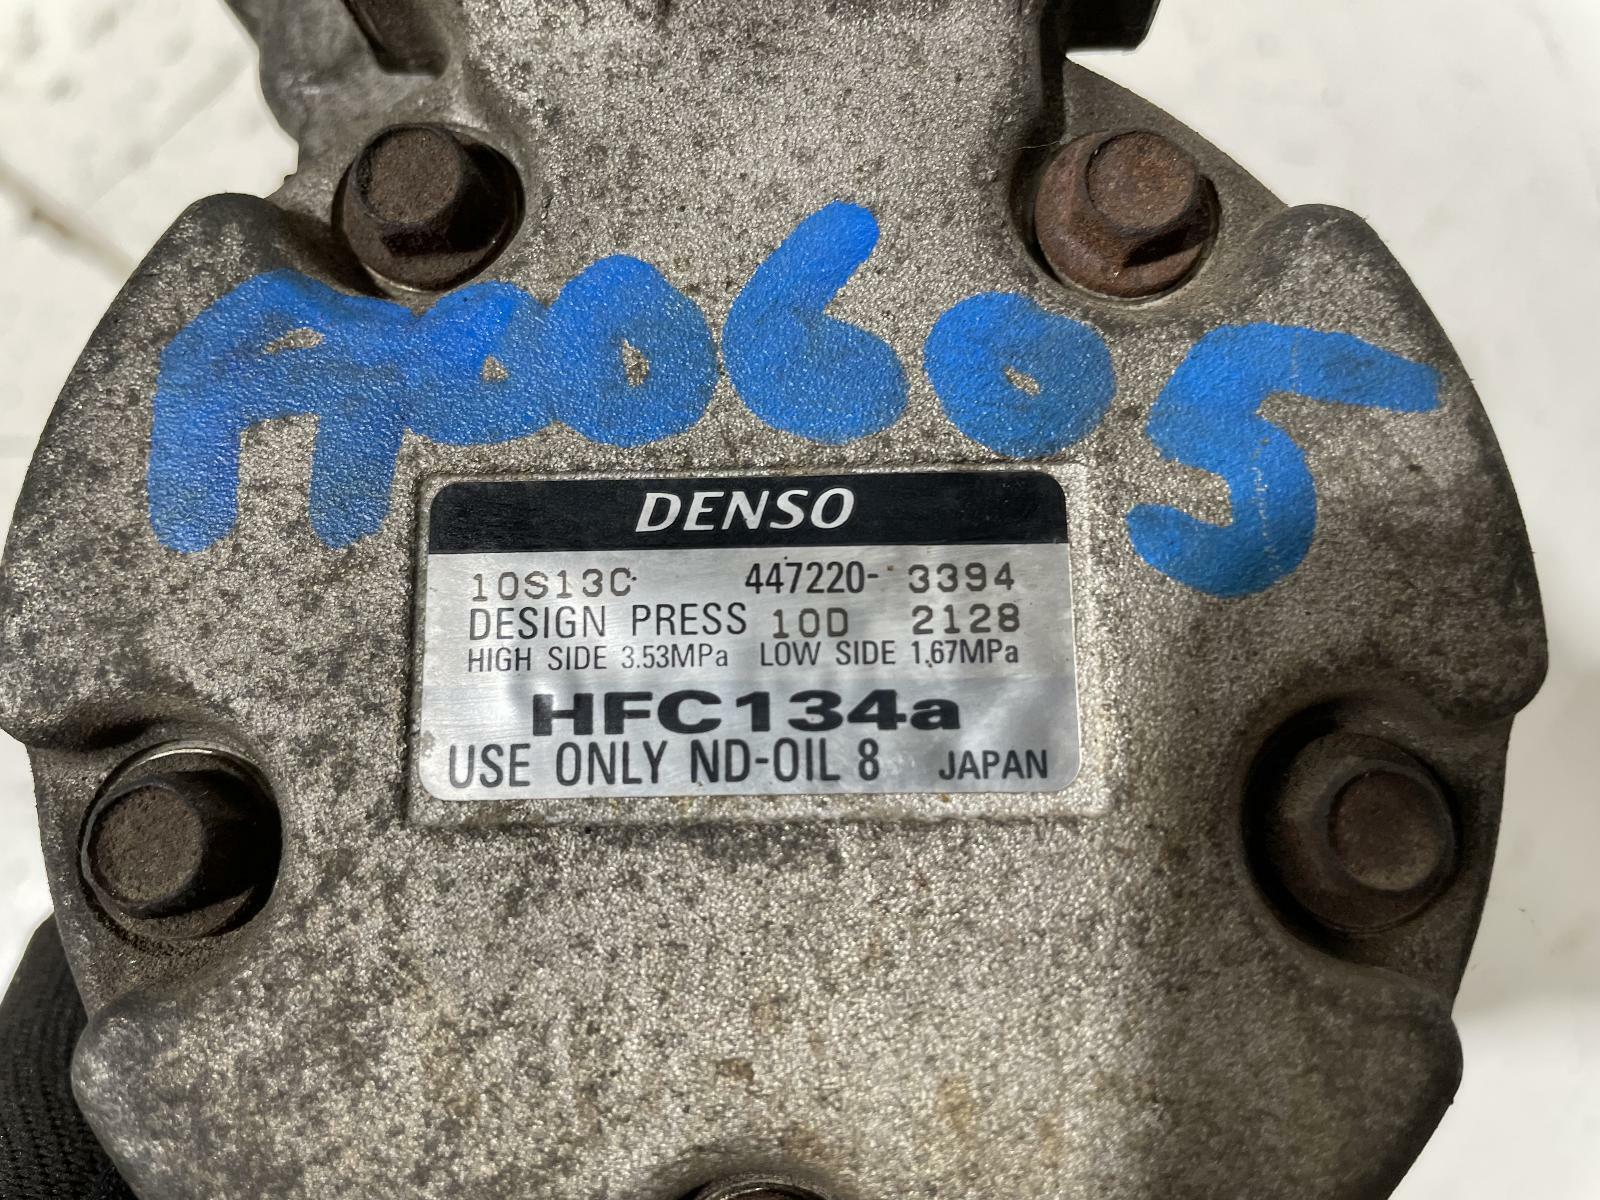 A00605
DENSO
10S13C 447220- 3394
DESIGN PRESS 10D 2128
HIGH SIDE 3.53MPa LOW SIDE 1.67MPa
HFC134a
USE ONLY ND-OIL 8 JAPAN